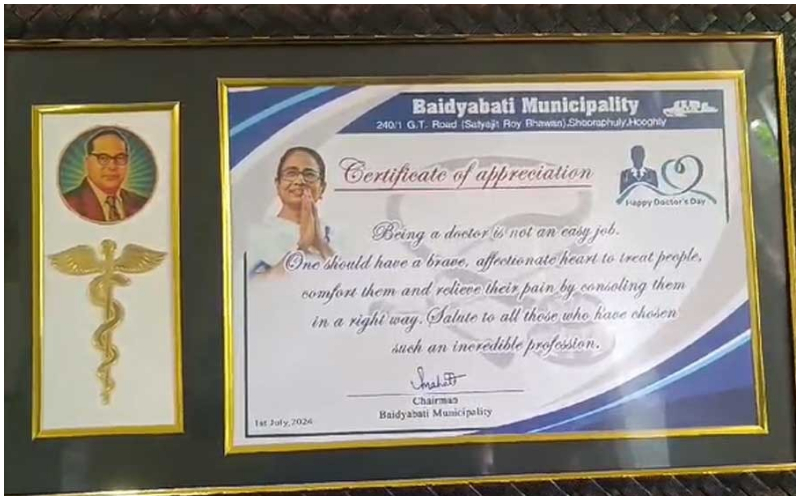 Baidyabati Municipality
240/1 G.T. Road (Satyajit Roy Bhawan).Sheoraphuly.Hooghly
Certificate of appreciation
Happy Doctor's Day
Being a doctor is not an easy job.
One should have a brave, affectionate heart to treat people,
comfort them and relieve their pain by consoling them
in a right way. Salute to all those who have chosen
such an incredible profession.
Chairman
Baidyabati Municipality
1st July,2026